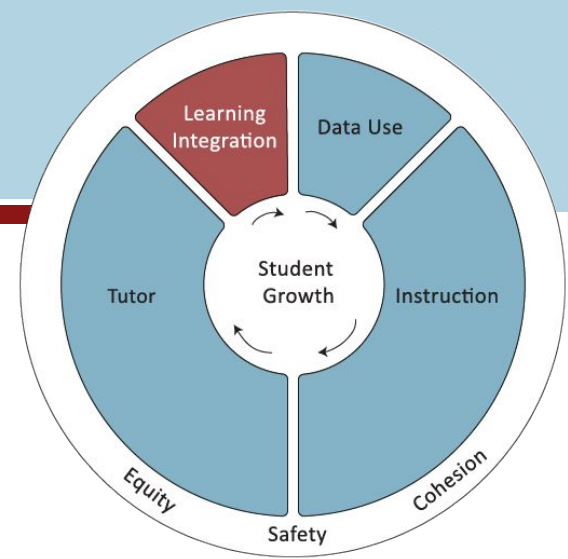 Learning
Integration
Data Use
Student
Growth
Tutor
Instruction
Equity
Safety
Cohesion